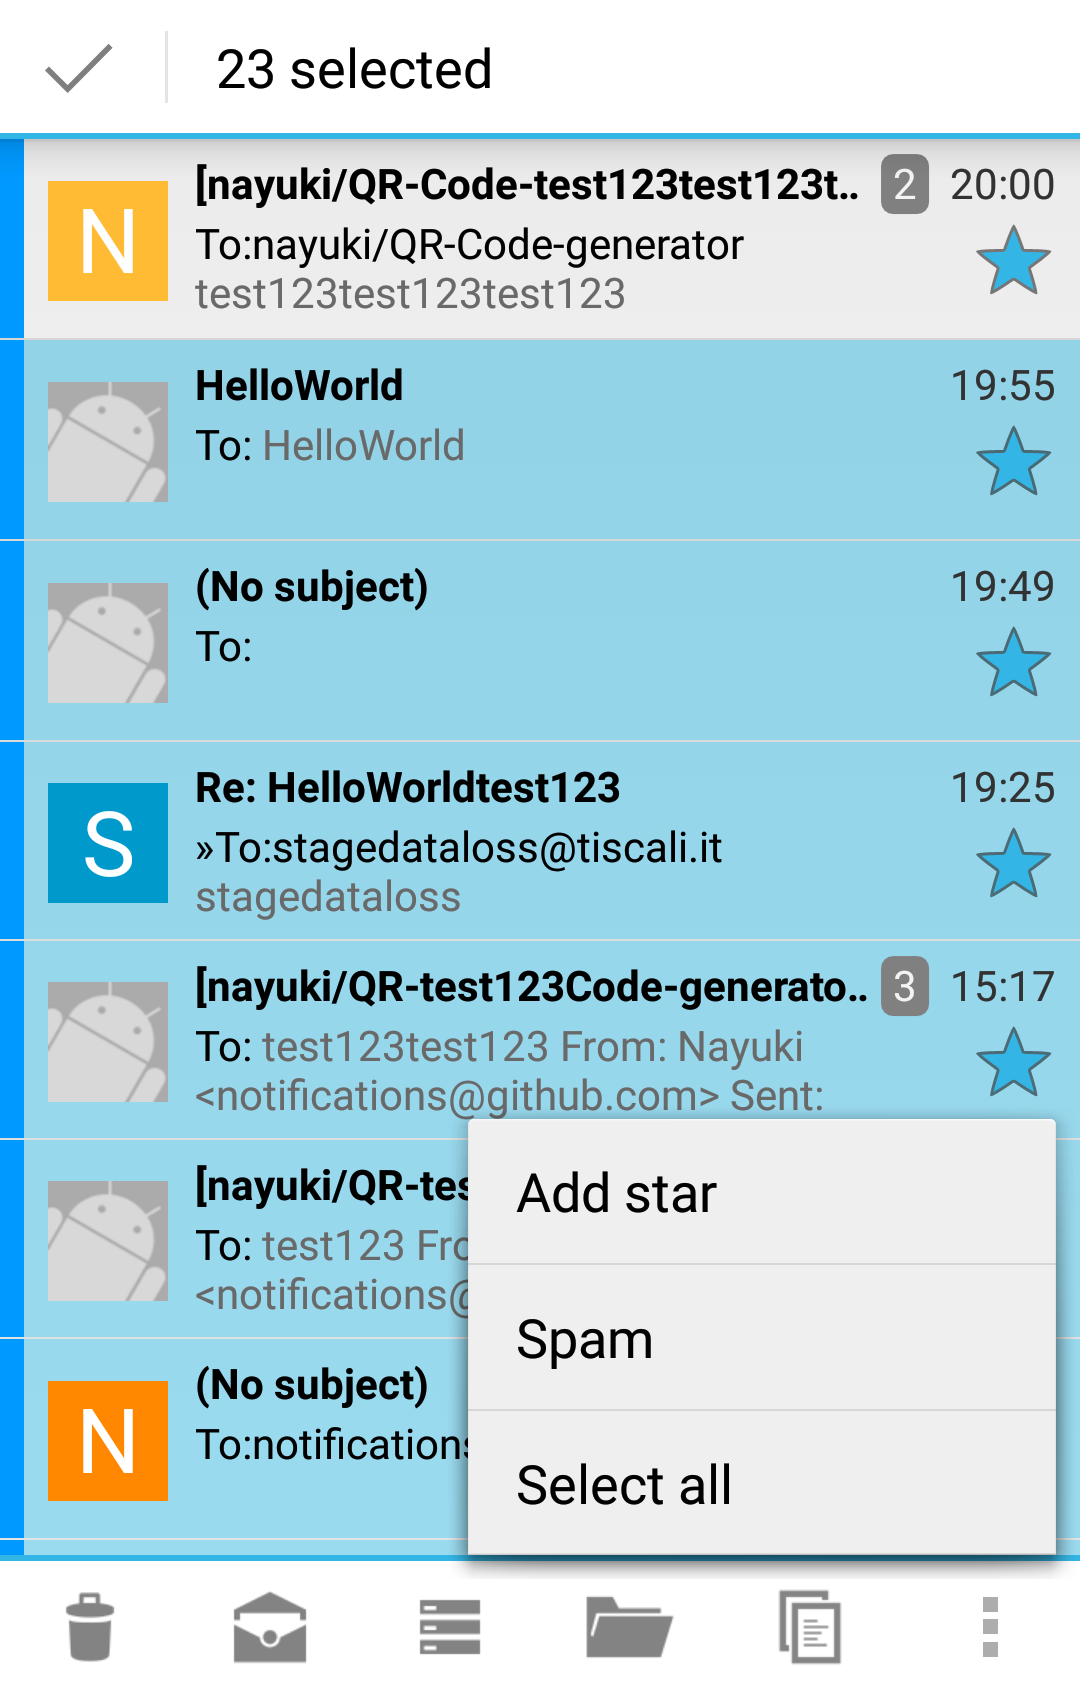 23 selected
[nayuki/QR-Code-test123test123t..
2
20:00
N
To:nayuki/QR-Code-generator
test123test123test123
HelloWorld
19:55
To: HelloWorld
(No subject)
19:49
To:
Re: HelloWorldtest123
19:25
S
»To:stagedataloss@tiscali.it
stagedataloss
[nayuki/QR-test123Code-generato..
3
15:17
To: test123test123 From: Nayuki
<notifications@github.com> Sent:
[nayuki/QR-tes
To: test123 Fro
<notifications@
(No subject)
N
To:notifications
Add star
Spam
Select all